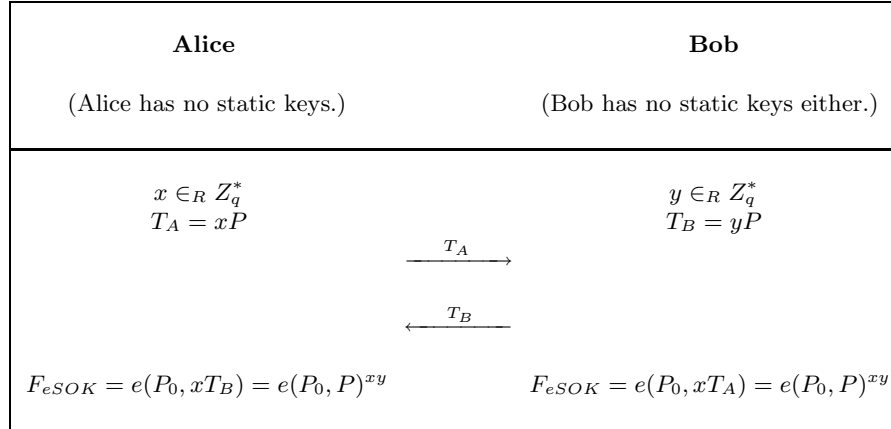 Alice
Bob
(Alice has no static keys.)
(Bob has no static keys either.)
x ∈_R Z_q^*
y ∈_R Z_q^*
T_A = xP
T_B = yP
T_A
T_B
F_{eSOK} = e(P_0, xT_B) = e(P_0, P)^{xy}
F_{eSOK} = e(P_0, xT_A) = e(P_0, P)^{xy}